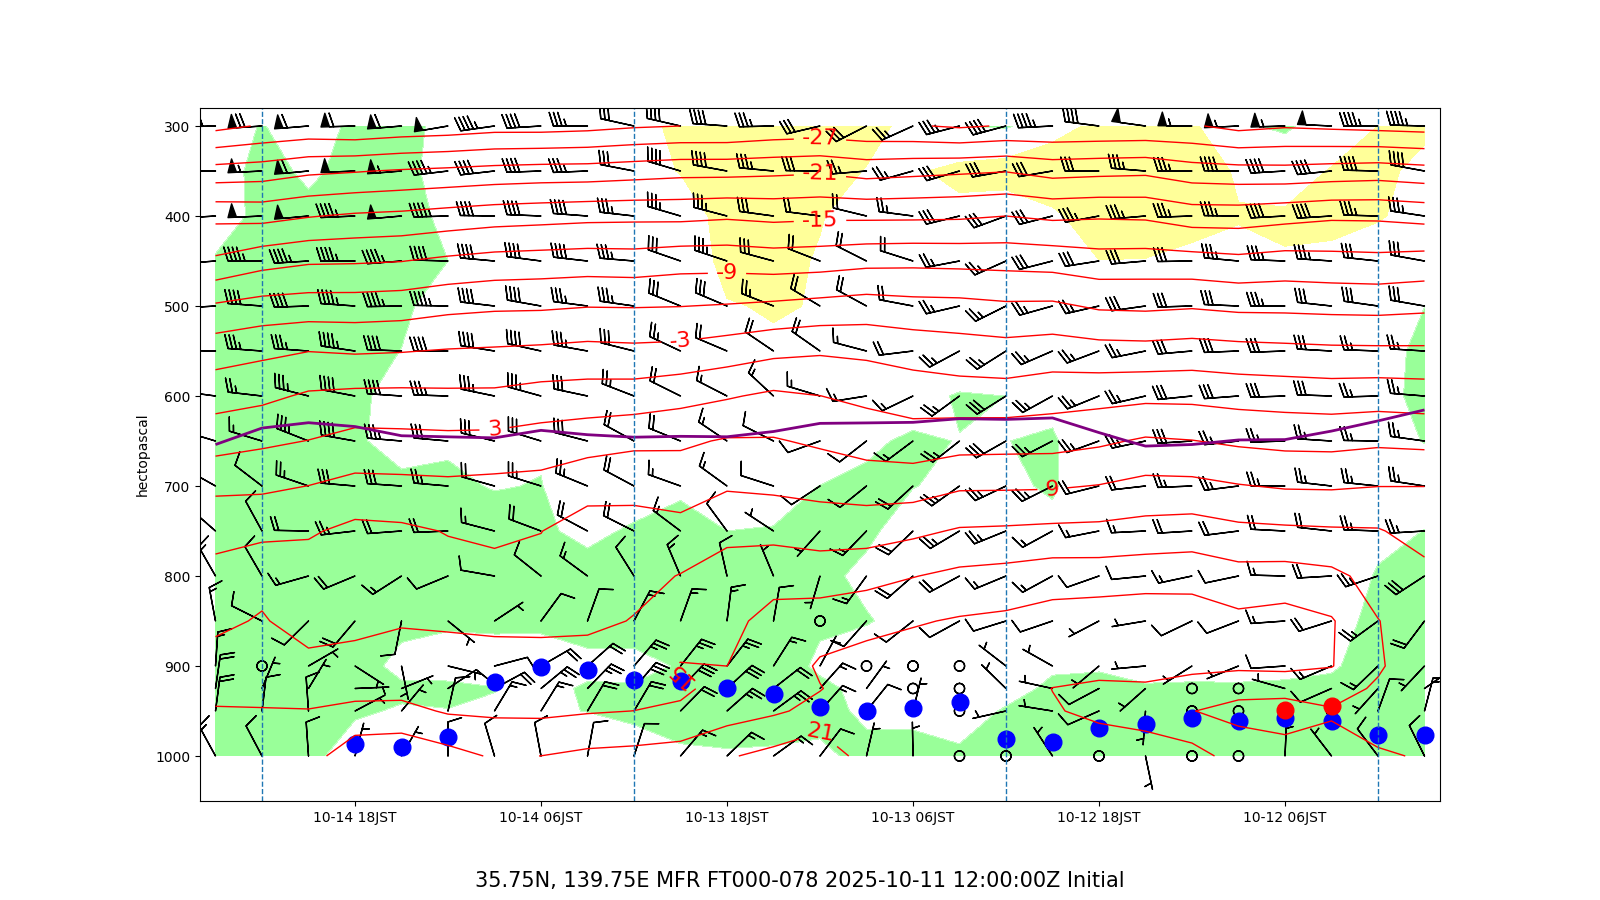 300
400
500
600
700
800
900
1000
hectopascal
-27
-21
-15
-9
-3
3
9
21
10-14 18JST
10-14 06JST
10-13 18JST
10-13 06JST
10-12 18JST
10-12 06JST
35.75N, 139.75E MFR FT000-078 2025-10-11 12:00:00Z Initial